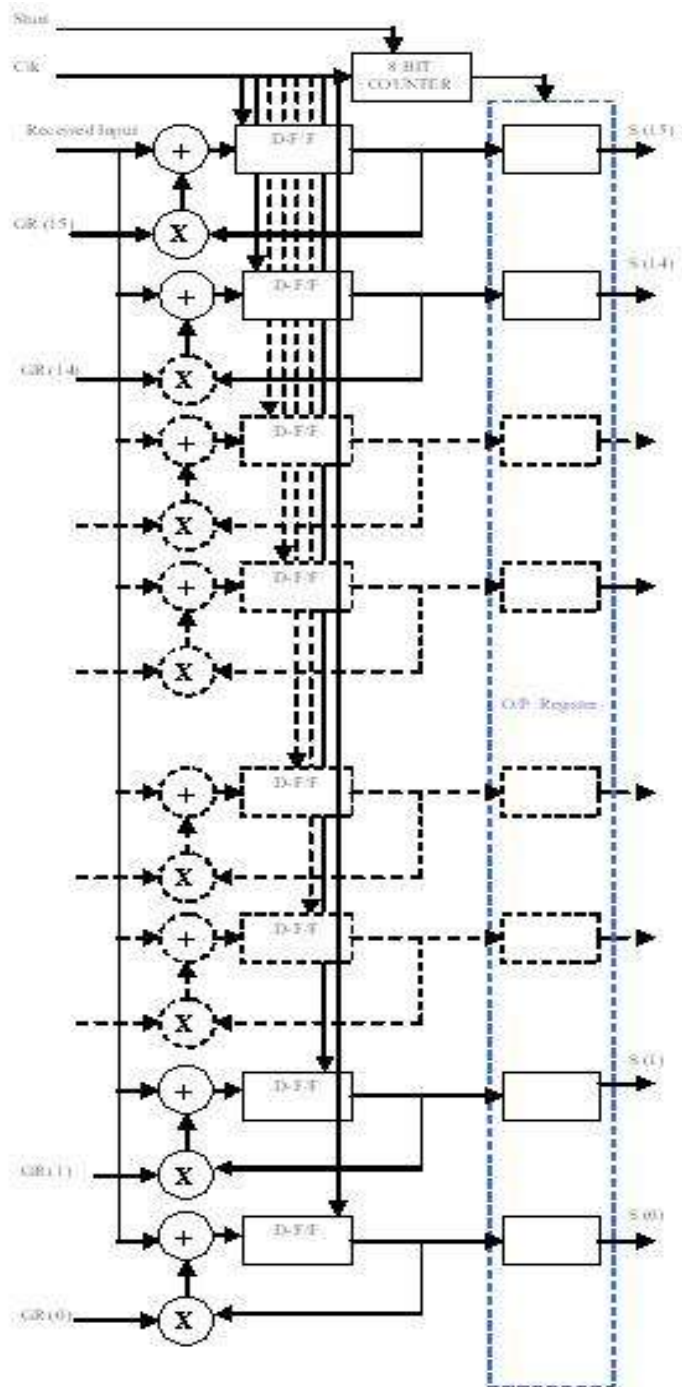 Start
Clk
8 BIT
COUNTER
Received Input
+
D-F/F
S (15)
GR (15)
X
+
D-F/F
S (14)
GR (14)
X
+
D-F/F
X
+
D-F/F
X
O/P Register
+
D-F/F
X
+
D-F/F
X
+
D-F/F
S (1)
GR (1)
X
+
D-F/F
S (0)
GR (0)
X